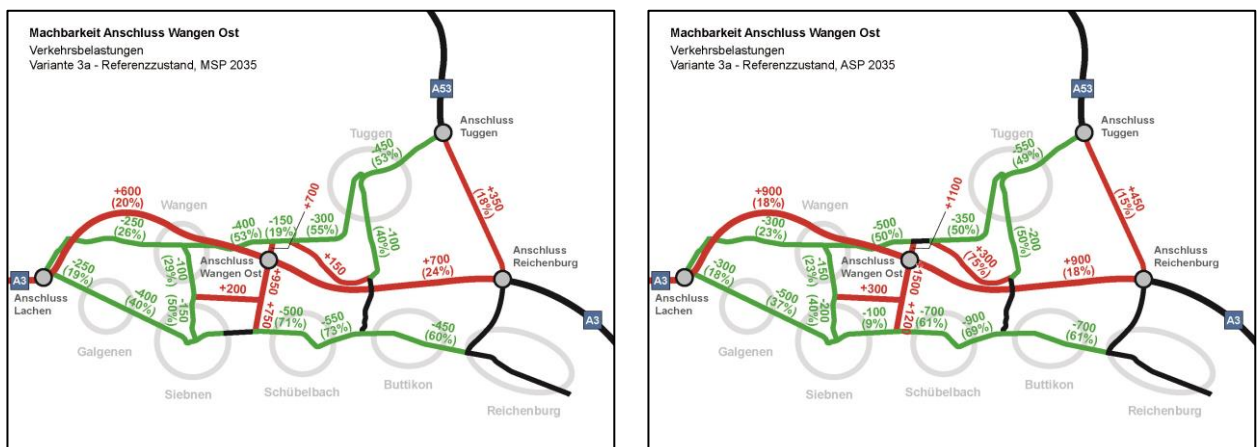 Machbarkeit Anschluss Wangen Ost
Verkehrsbelastungen
Variante 3a - Referenzzustand, MSP 2035
A53
Anschluss
Tuggen
Tuggen
-450
(53%)
+700
+600
(20%)
Wangen
-250
(26%)
-400
(53%)
-150
(19%)
-300
(55%)
+350
(18%)
-100
(40%)
-100
(29%)
Anschluss
Wangen Ost
+150
+700
(24%)
Anschluss
Reichenburg
-250
(19%)
A3
Anschluss
Lachen
-400
(40%)
-150
(60%)
+200
+950
+750
-500
(71%)
-550
(73%)
-450
(60%)
A3
Galgenen
Siebnen
Schübelbach
Buttikon
Reichenburg
Machbarkeit Anschluss Wangen Ost
Verkehrsbelastungen
Variante 3a - Referenzzustand, ASP 2035
A53
Anschluss
Tuggen
Tuggen
-550
(49%)
+1100
+900
(18%)
Wangen
-300
(23%)
-500
(50%)
-350
(50%)
+450
(15%)
-200
(50%)
-150
(23%)
Anschluss
Wangen Ost
+300
(75%)
+900
(18%)
Anschluss
Reichenburg
-300
(18%)
A3
Anschluss
Lachen
-500
(37%)
-200
(40%)
+300
+1200
-100
(9%)
-700
(61%)
-900
(69%)
-700
(61%)
A3
Galgenen
Siebnen
Schübelbach
Buttikon
Reichenburg